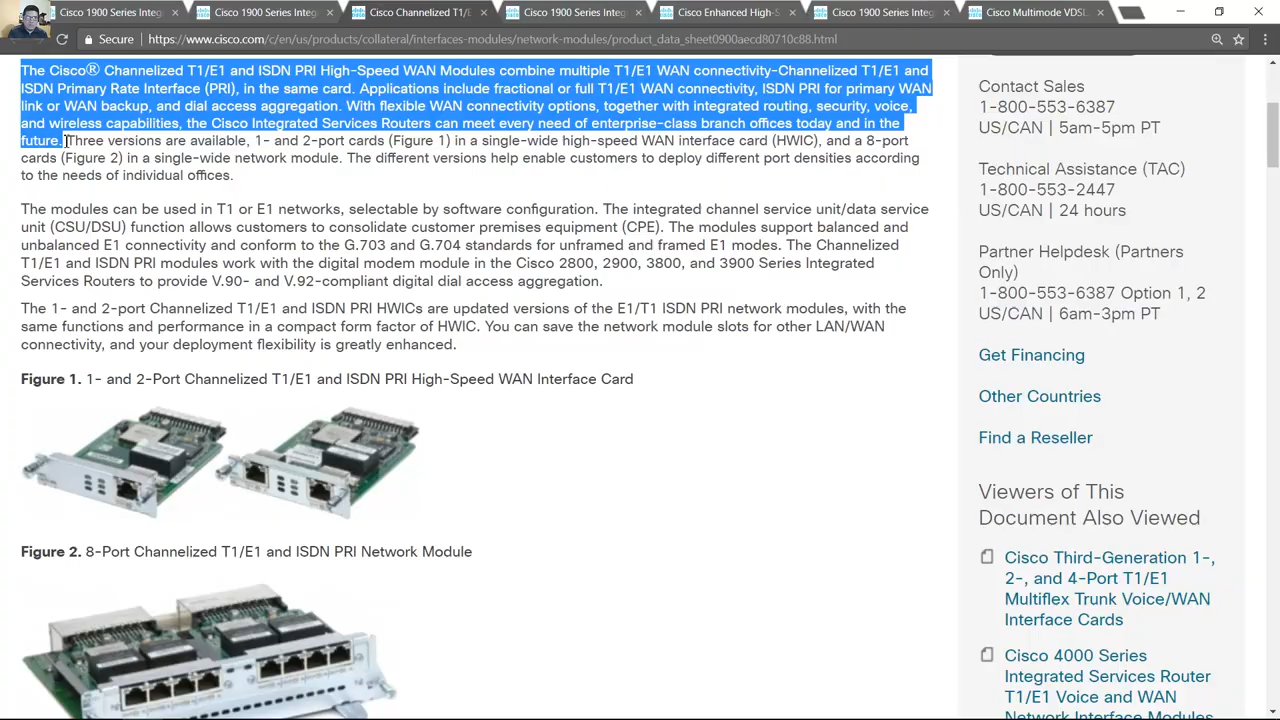 Cisco 1900 Series Integ
Cisco 1900 Series Integ
Cisco Channelized T1/E
Cisco 1900 Series Integ
Cisco Enhanced High-S
Cisco 1900 Series Integ
Cisco Multimode VDSL
Secure
https://www.cisco.com/c/en/us/products/collateral/interfaces-modules/network-modules/product_data_sheet0900aecd80710c88.html
The Cisco® Channelized T1/E1 and ISDN PRI High-Speed WAN Modules combine multiple T1/E1 WAN connectivity-Channelized T1/E1 and
ISDN Primary Rate Interface (PRI), in the same card. Applications include fractional or full T1/E1 WAN connectivity, ISDN PRI for primary WAN
link or WAN backup, and dial access aggregation. With flexible WAN connectivity options, together with integrated routing, security, voice,
and wireless capabilities, the Cisco Integrated Services Routers can meet every need of enterprise-class branch offices today and in the
future. Three versions are available, 1- and 2-port cards (Figure 1) in a single-wide high-speed WAN interface card (HWIC), and a 8-port
cards (Figure 2) in a single-wide network module. The different versions help enable customers to deploy different port densities according
to the needs of individual offices.
The modules can be used in T1 or E1 networks, selectable by software configuration. The integrated channel service unit/data service
unit (CSU/DSU) function allows customers to consolidate customer premises equipment (CPE). The modules support balanced and
unbalanced E1 connectivity and conform to the G.703 and G.704 standards for unframed and framed E1 modes. The Channelized
T1/E1 and ISDN PRI modules work with the digital modem module in the Cisco 2800, 2900, 3800, and 3900 Series Integrated
Services Routers to provide V.90- and V.92-compliant digital dial access aggregation.
The 1- and 2-port Channelized T1/E1 and ISDN PRI HWICs are updated versions of the E1/T1 ISDN PRI network modules, with the
same functions and performance in a compact form factor of HWIC. You can save the network module slots for other LAN/WAN
connectivity, and your deployment flexibility is greatly enhanced.
Figure 1. 1- and 2-Port Channelized T1/E1 and ISDN PRI High-Speed WAN Interface Card
Figure 2. 8-Port Channelized T1/E1 and ISDN PRI Network Module
Contact Sales
1-800-553-6387
US/CAN | 5am-5pm PT
Technical Assistance (TAC)
1-800-553-2447
US/CAN | 24 hours
Partner Helpdesk (Partners
Only)
1-800-553-6387 Option 1, 2
US/CAN | 6am-3pm PT
Get Financing
Other Countries
Find a Reseller
Viewers of This
Document Also Viewed
Cisco Third-Generation 1-,
2-, and 4-Port T1/E1
Multiflex Trunk Voice/WAN
Interface Cards
Cisco 4000 Series
Integrated Services Router
T1/E1 Voice and WAN
Network Interface Modules